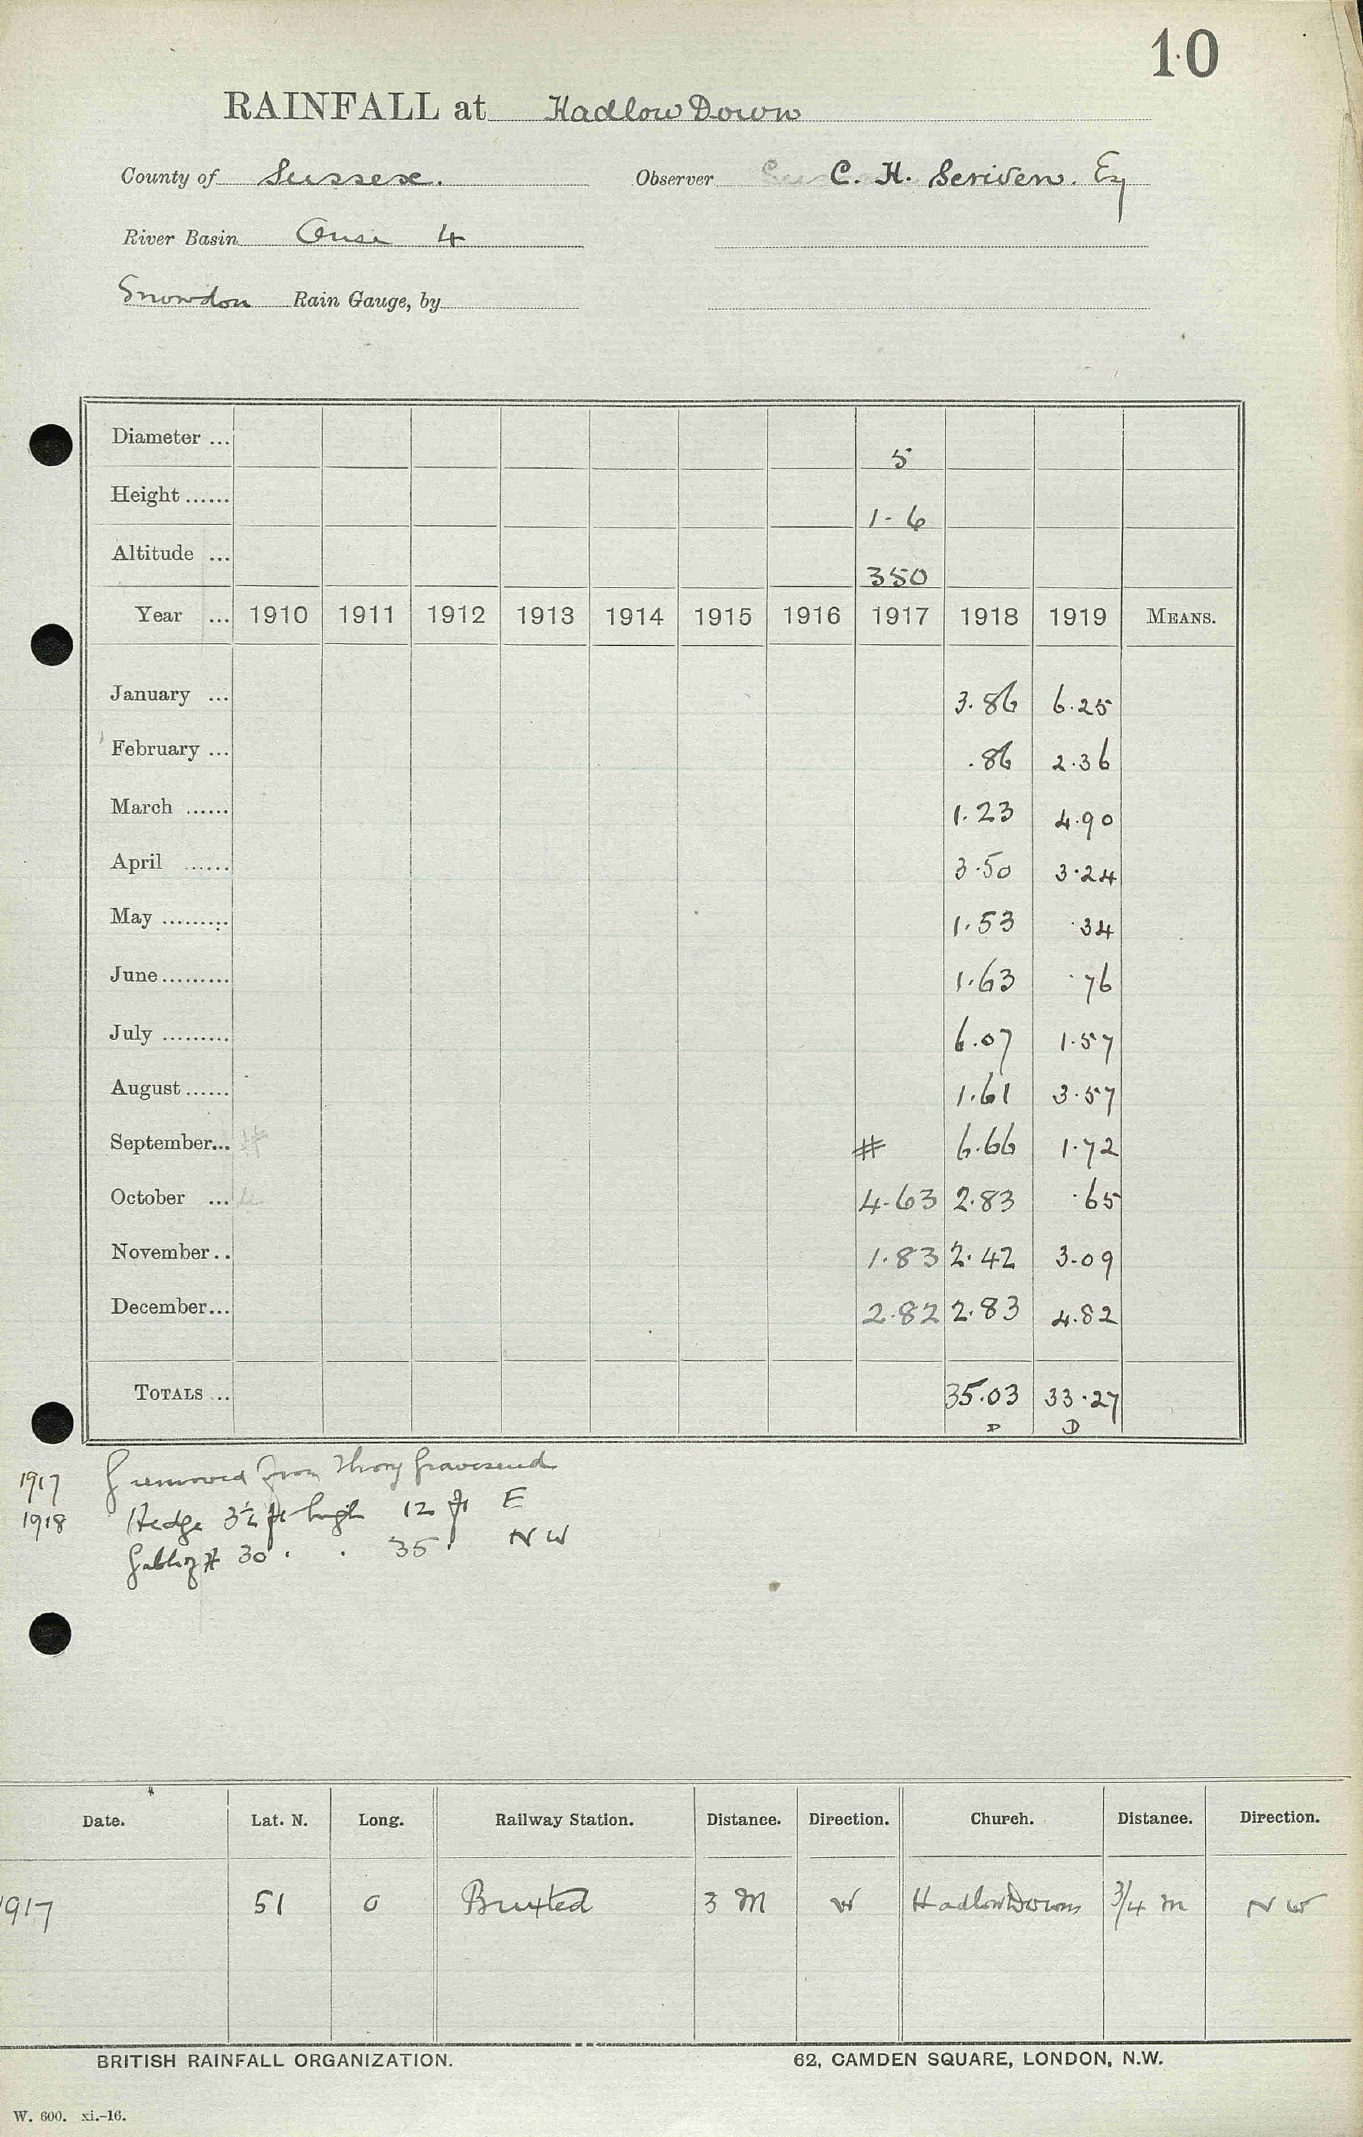 10
RAINFALL at Hadlow Down
County of Sussex. Observer C. H. Scriven. Esq
River Basin Ouse 4
Snowdon Rain Gauge, by
Diameter ... 5
Height ...... 1-6
Altitude ... 350
Year ... 1910 1911 1912 1913 1914 1915 1916 1917 1918 1919 MEANS.
January ... 3.86 6.25
February ... .86 2.36
March ...... 1.23 4.90
April ...... 3.50 3.24
May ......... 1.53 .34
June ......... 1.63 .76
July ......... 6.07 1.57
August ...... 1.61 3.57
September... # 6.66 1.72
October ... 4.63 2.83 .65
November .. 1.83 2.42 3.09
December... 2.82 2.83 4.82
TOTALS ... 35.03 33.27
D D
1917 G removed from Gravesend
1918 Hedge 3½ ft high 12 ft E
30 . . 35 . NW
Date. Lat. N. Long. Railway Station. Distance. Direction. Church. Distance. Direction.
1917 51 0 Buxted 3 M W Hadlow Down 3/4 m NW
BRITISH RAINFALL ORGANIZATION. 62, CAMDEN SQUARE, LONDON, N.W.
W. 600. xi.-16.